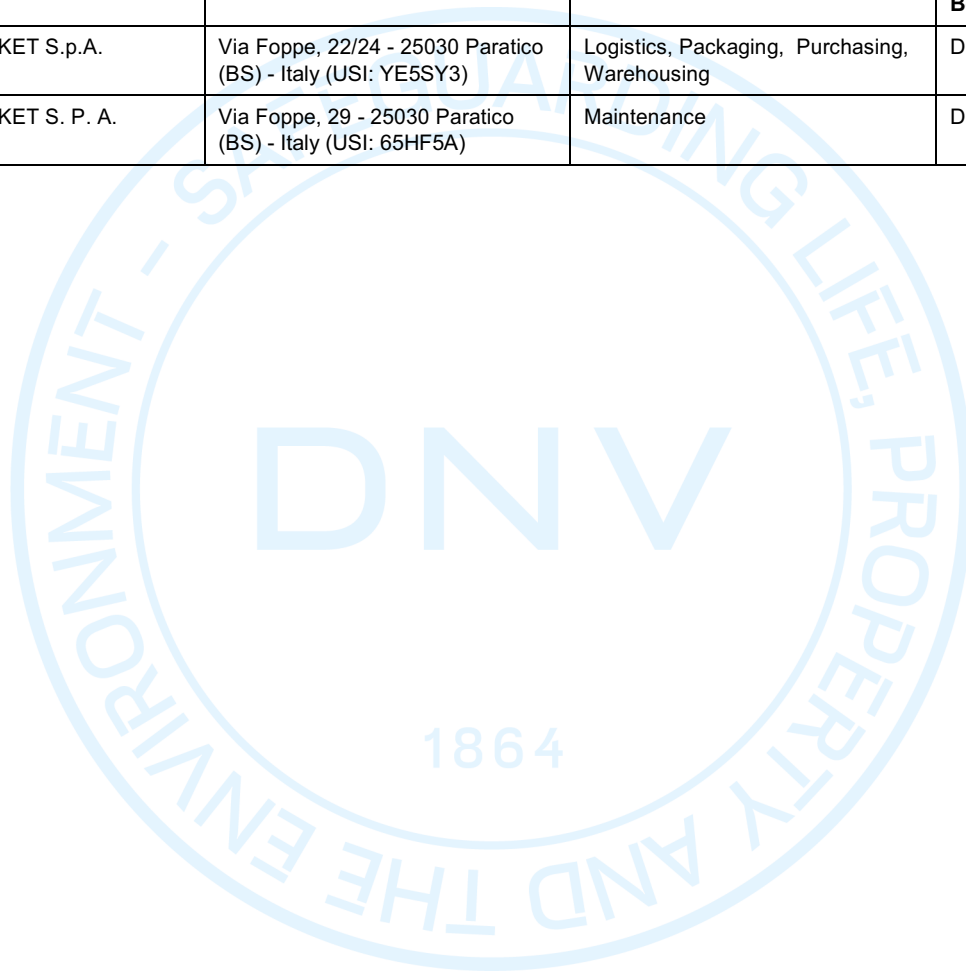 B
KET S.p.A. Via Foppe, 22/24 - 25030 Paratico Logistics, Packaging, Purchasing, D
(BS) - Italy (USI: YE5SY3) Warehousing
KET S. P. A. Via Foppe, 29 - 25030 Paratico Maintenance D
(BS) - Italy (USI: 65HF5A)
SAFEGUARDING LIFE, PROPERTY AND THE ENVIRONMENT -
DNV
1864